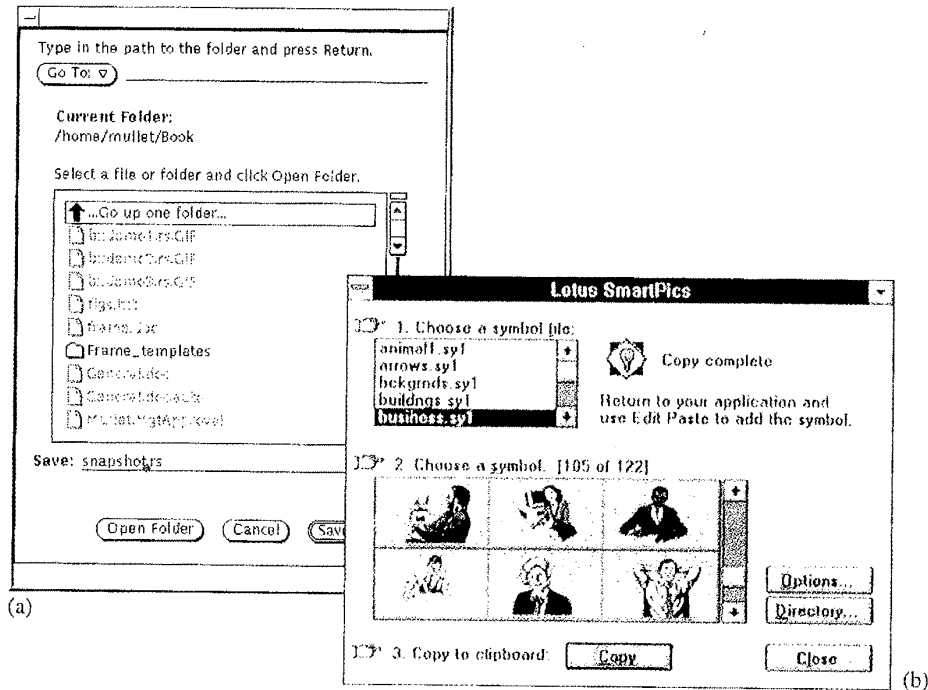 Type in the path to the folder and press Return.
Go To:
Current Folder:
/home/mullet/Book
Select a file or folder and click Open Folder.
...Go up one folder...
Frame_templates
Save: snapshot.rs
Open Folder
Cancel
(a)
Lotus SmartPics
1. Choose a symbol file:
animal1.sy1
arrows.sy1
bckgrnds.sy1
buildngs.sy1
business.sy1
Copy complete
Return to your application and
use Edit Paste to add the symbol.
2. Choose a symbol. [105 of 122]
Options...
Directory...
3. Copy to clipboard:
Copy
Close
(b)